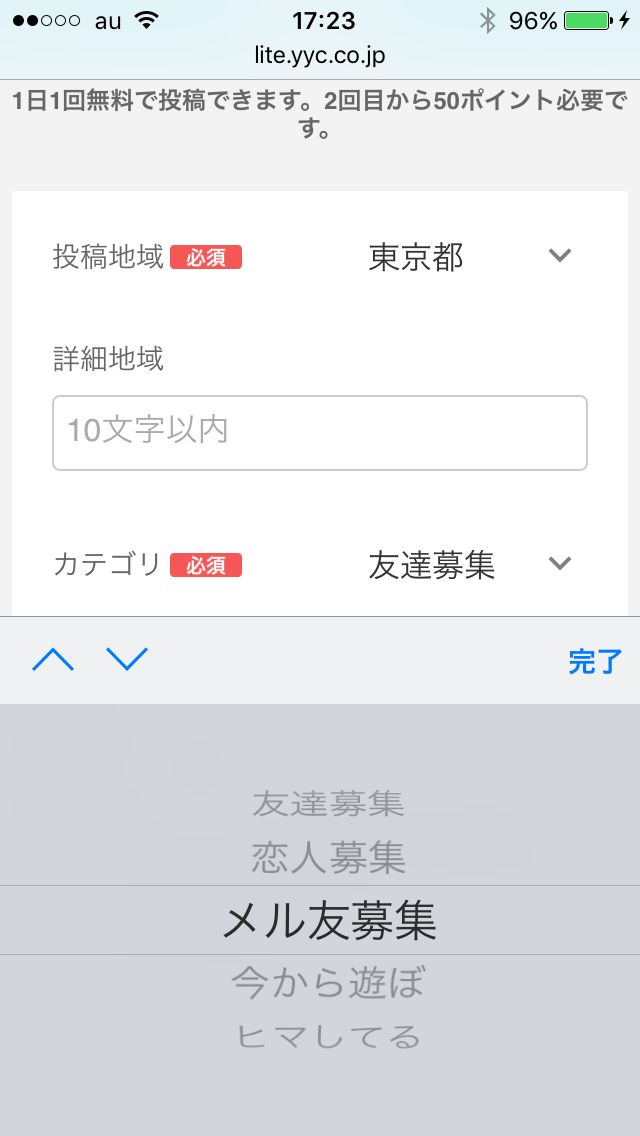 au 17:23 96%
lite.yyc.co.jp
1日1回無料で投稿できます。2回目から50ポイント必要で
す。
投稿地域 必須 東京都
詳細地域
10文字以内
カテゴリ 必須 友達募集
完了
友達募集
恋人募集
メル友募集
今から遊ぼ
ヒマしてる